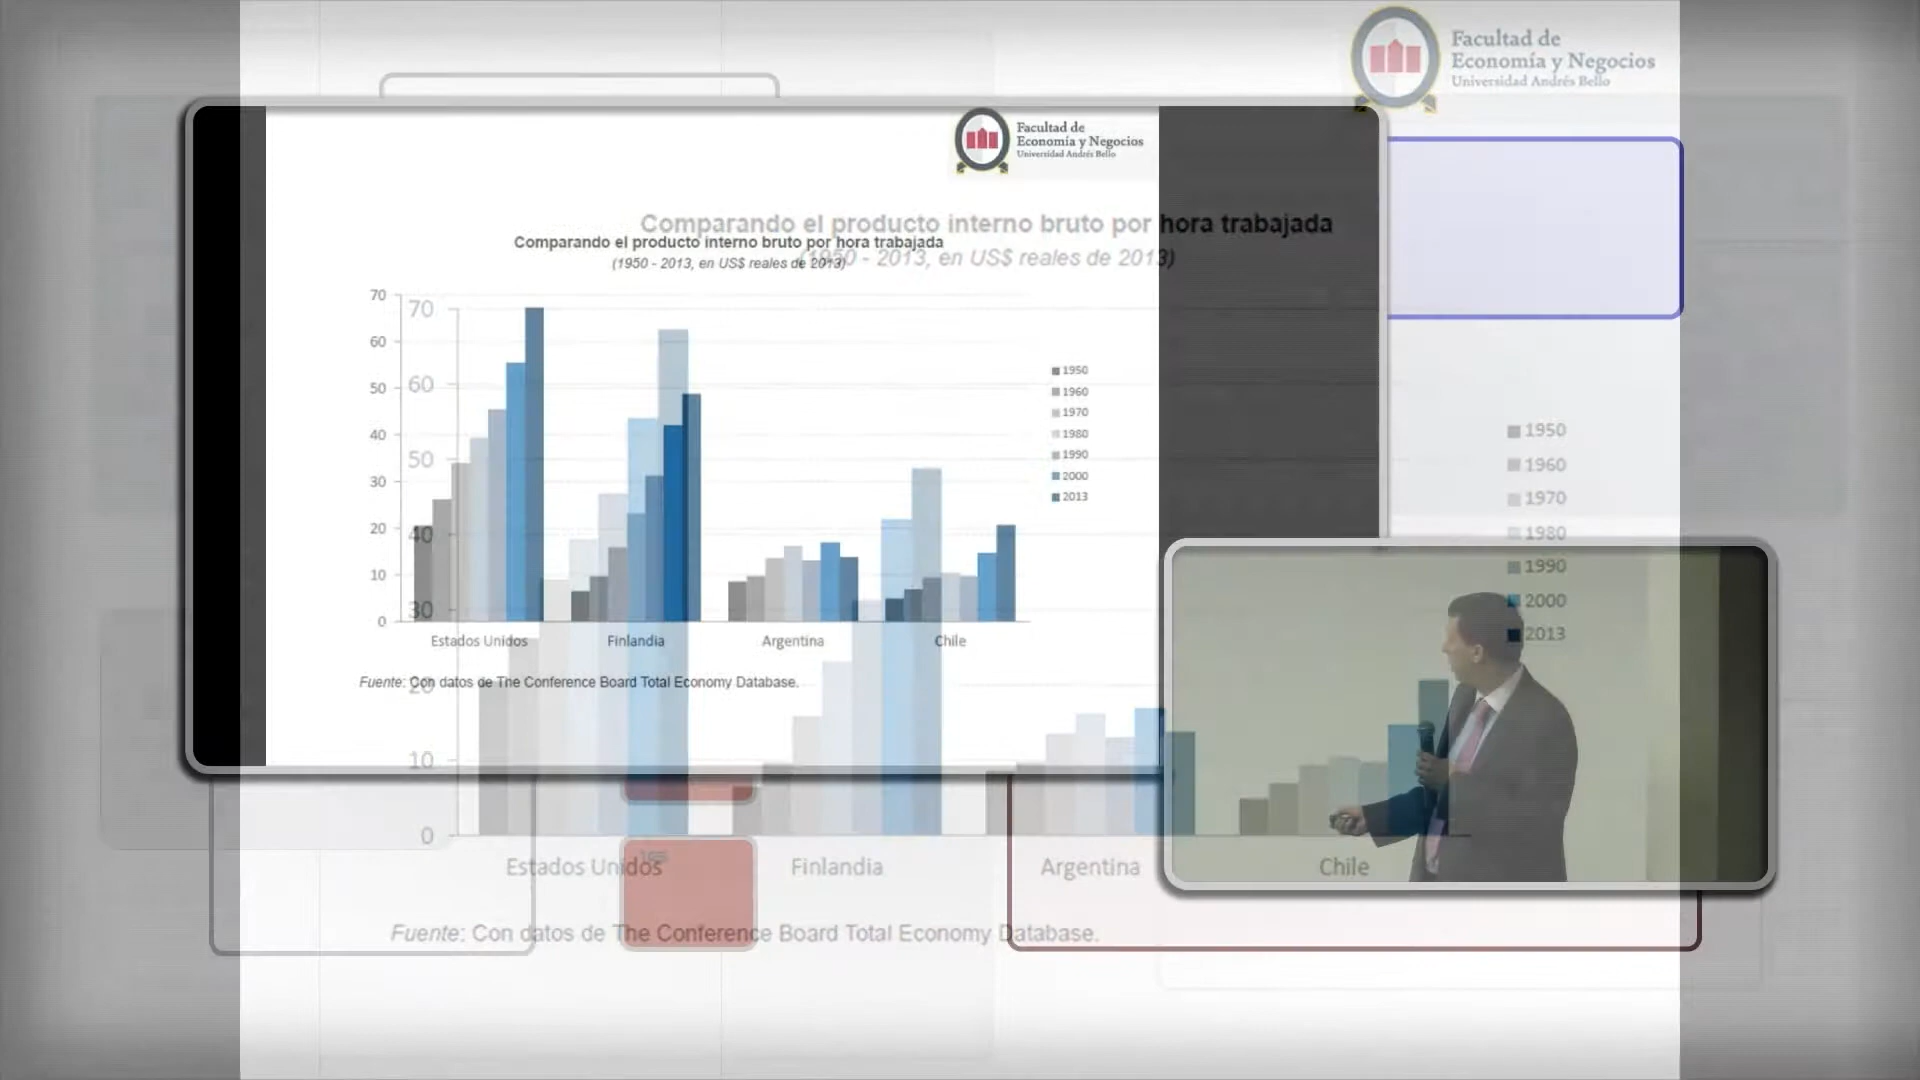 Facultad de
Economía y Negocios
Universidad Andrés Bello
Facultad de
Economía y Negocios
Universidad Andrés Bello
Comparando el producto interno bruto por hora trabajada
(1950 - 2013, en US$ reales de 2013)
Comparando el producto interno bruto por hora trabajada
(1950 - 2013, en US$ reales de 2013)
70
60
50
40
30
20
10
0
Estados Unidos Finlandia Argentina Chile
1950
1960
1970
1980
1990
2000
2013
Fuente: Con datos de The Conference Board Total Economy Database.
70
60
50
40
30
20
10
0
Estados Unidos Finlandia Argentina Chile
1950
1960
1970
1980
1990
2000
2013
Fuente: Con datos de The Conference Board Total Economy Database.